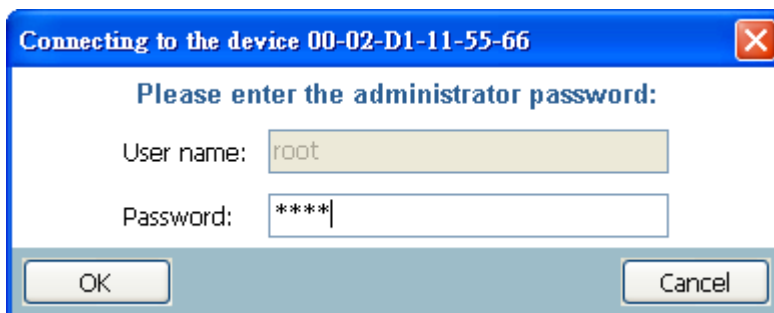 Connecting to the device 00-02-D1-11-55-66
Please enter the administrator password:
User name: root
Password: ****
OK Cancel